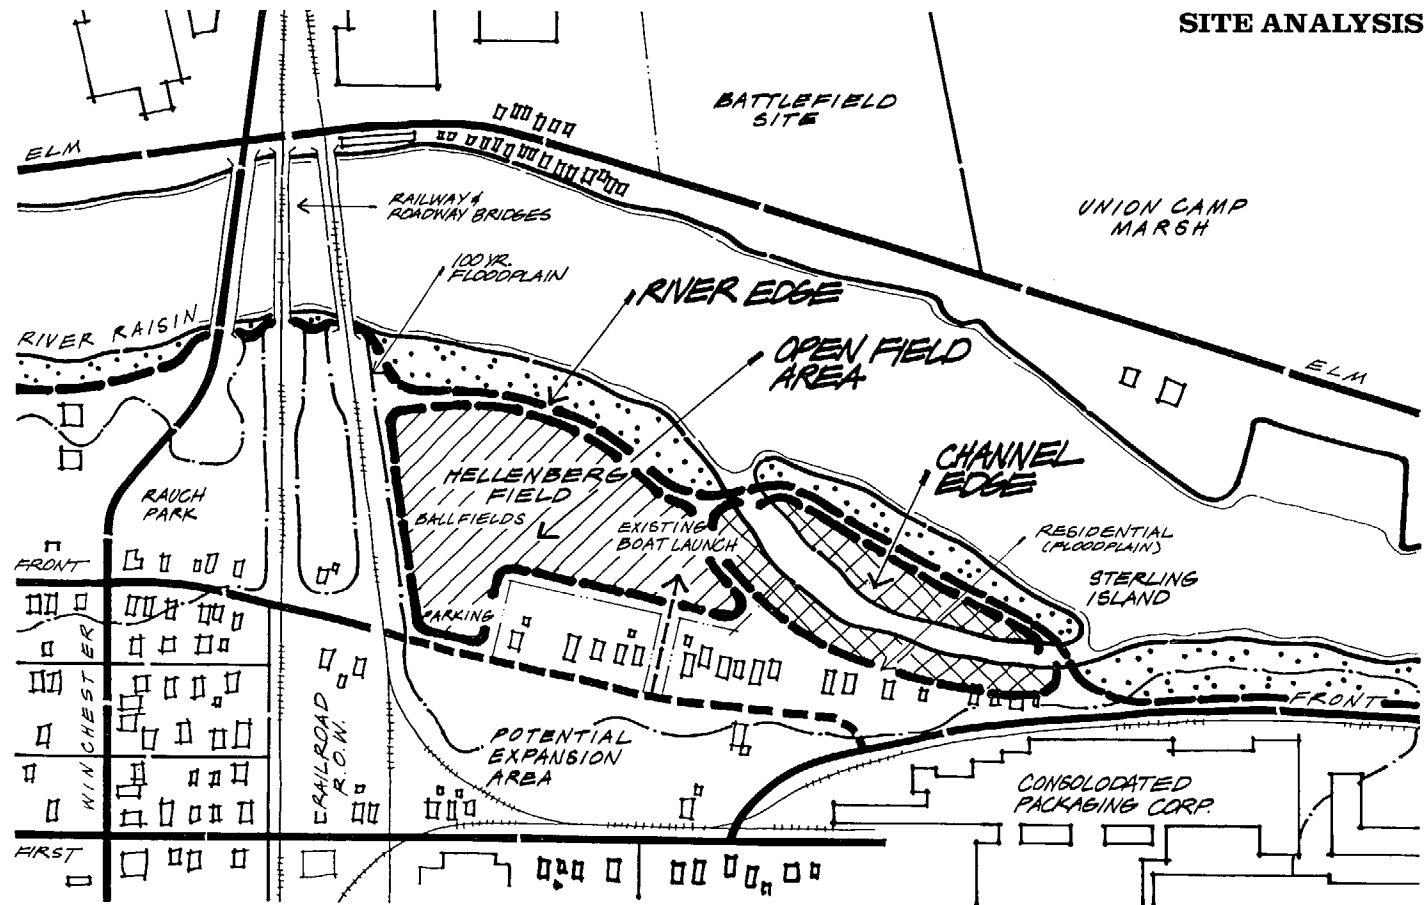 SITE ANALYSIS
BATTLEFIELD
SITE
ELM
RAILWAY &
ROADWAY BRIDGES
UNION CAMP
MARSH
100 YR.
FLOODPLAIN
RIVER EDGE
RIVER RAISIN
OPEN FIELD
AREA
ELM
CHANNEL
EDGE
HELLENBERG
FIELD
RAUCH
PARK
BALLFIELDS
EXISTING
BOAT LAUNCH
RESIDENTIAL
(FLOODPLAIN)
FRONT
STERLING
ISLAND
PARKING
WINCHESTER
RAILROAD
R.O.W.
FRONT
POTENTIAL
EXPANSION
AREA
CONSOLODATED
PACKAGING CORP.
FIRST